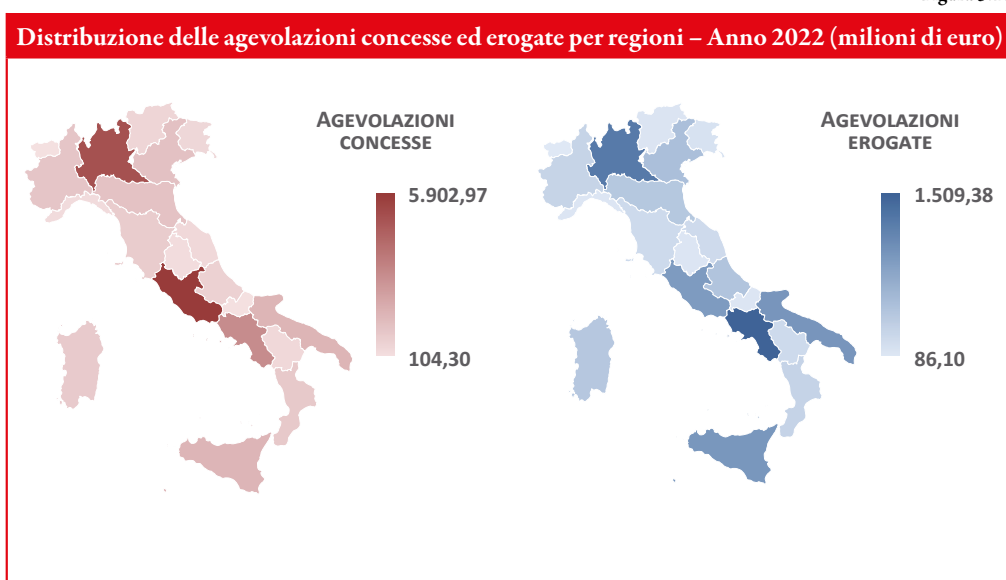 Distribuzione delle agevolazioni concesse ed erogate per regioni – Anno 2022 (milioni di euro)
AGEVOLAZIONI
CONCESSE
5.902,97
104,30
AGEVOLAZIONI
EROGATE
1.509,38
86,10